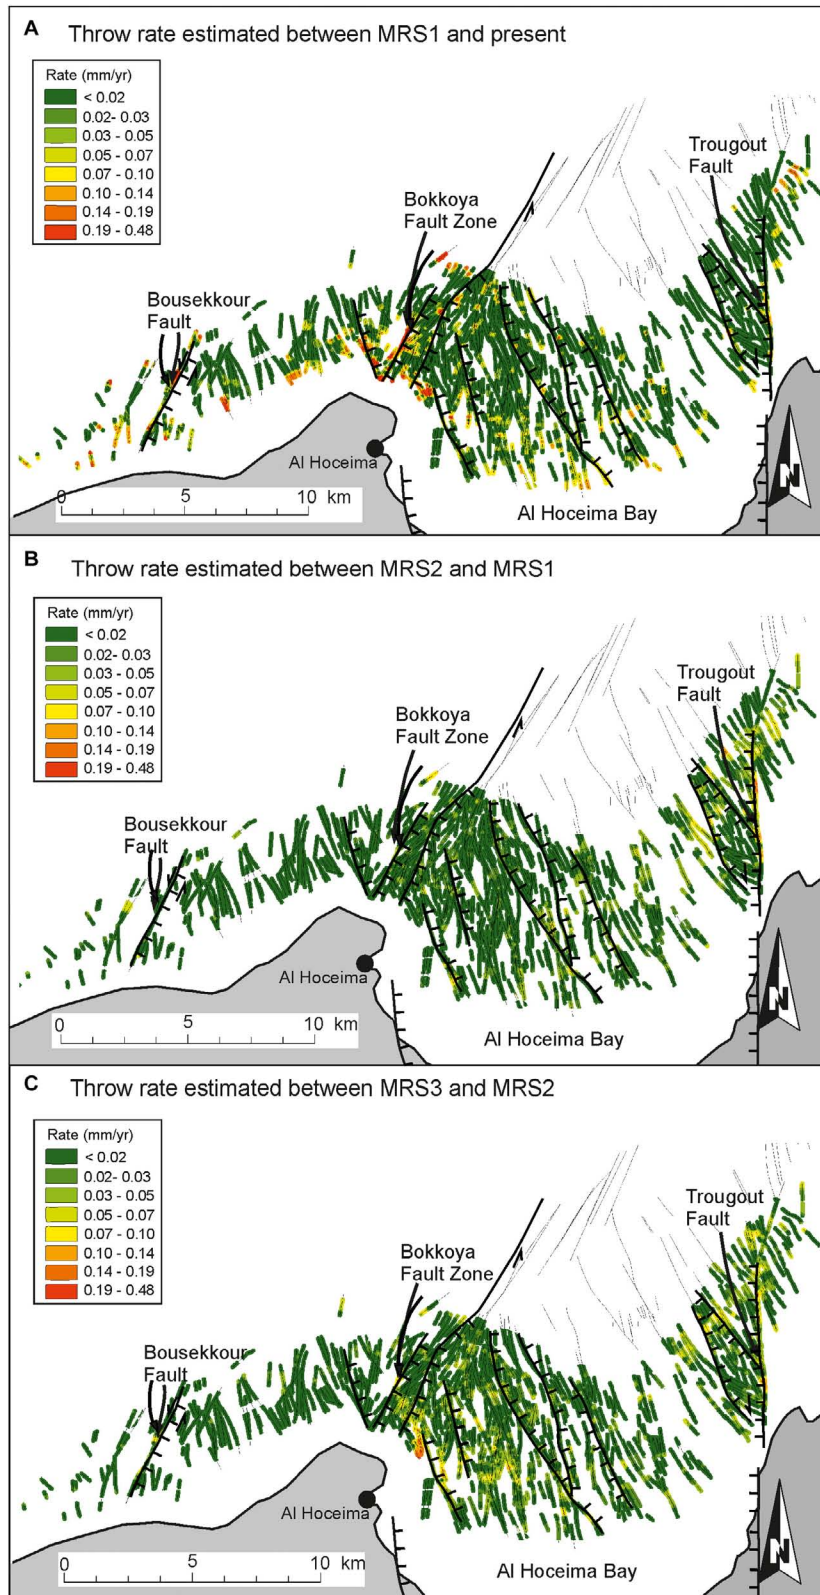 A Throw rate estimated between MRS1 and present
Rate (mm/yr)
< 0.02
0.02- 0.03
0.03 - 0.05
0.05 - 0.07
0.07 - 0.10
0.10 - 0.14
0.14 - 0.19
0.19 - 0.48
Trougout
Fault
Bokkoya
Fault Zone
Bousekkour
Fault
Al Hoceima
0 5 10 km
Al Hoceima Bay
N
B Throw rate estimated between MRS2 and MRS1
Rate (mm/yr)
< 0.02
0.02- 0.03
0.03 - 0.05
0.05 - 0.07
0.07 - 0.10
0.10 - 0.14
0.14 - 0.19
0.19 - 0.48
Trougout
Fault
Bokkoya
Fault Zone
Bousekkour
Fault
Al Hoceima
0 5 10 km
Al Hoceima Bay
N
C Throw rate estimated between MRS3 and MRS2
Rate (mm/yr)
< 0.02
0.02- 0.03
0.03 - 0.05
0.05 - 0.07
0.07 - 0.10
0.10 - 0.14
0.14 - 0.19
0.19 - 0.48
Trougout
Fault
Bokkoya
Fault Zone
Bousekkour
Fault
Al Hoceima
0 5 10 km
Al Hoceima Bay
N